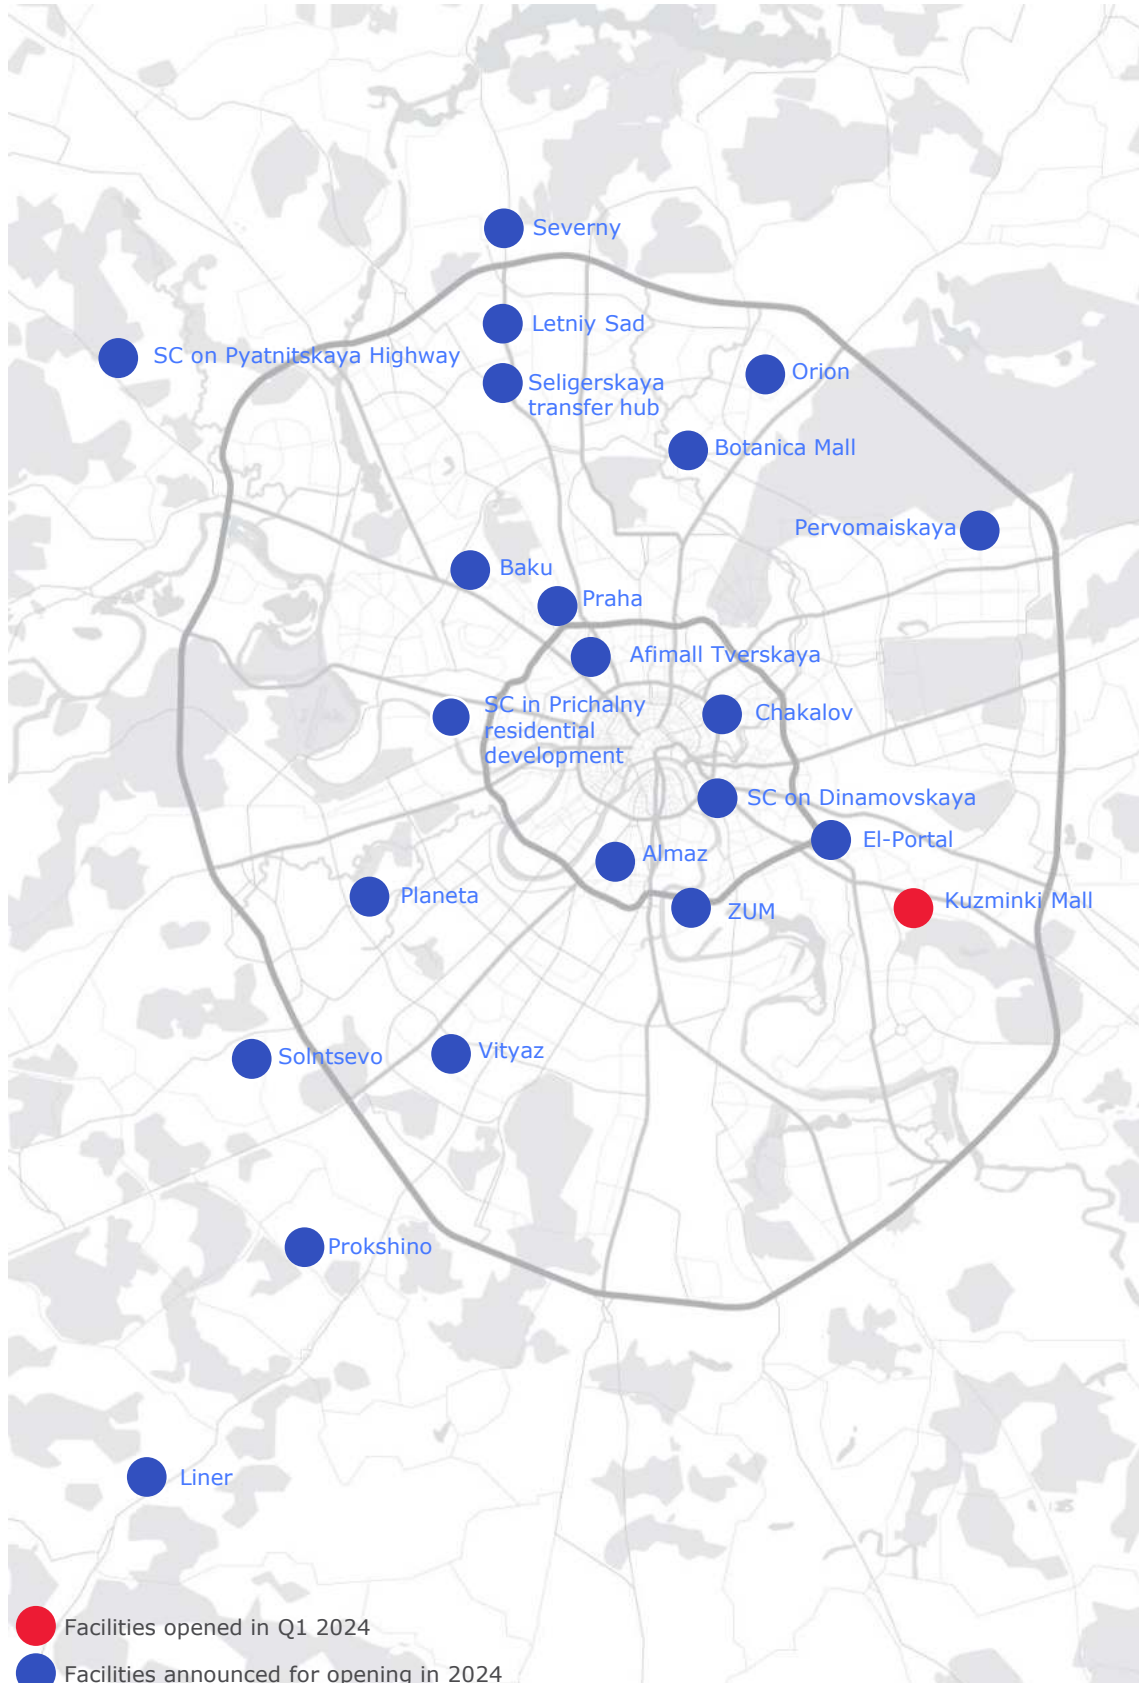 Severny
Letniy Sad
SC on Pyatnitskaya Highway
Orion
Seligerskaya
transfer hub
Botanica Mall
Pervomaiskaya
Baku
Praha
Afimall Tverskaya
SC in Prichalny
residential
development
Chakalov
SC on Dinamovskaya
El-Portal
Almaz
Planeta
Kuzminki Mall
ZUM
Solntsevo
Vityaz
Prokshino
Liner
Facilities opened in Q1 2024
Facilities announced for opening in 2024